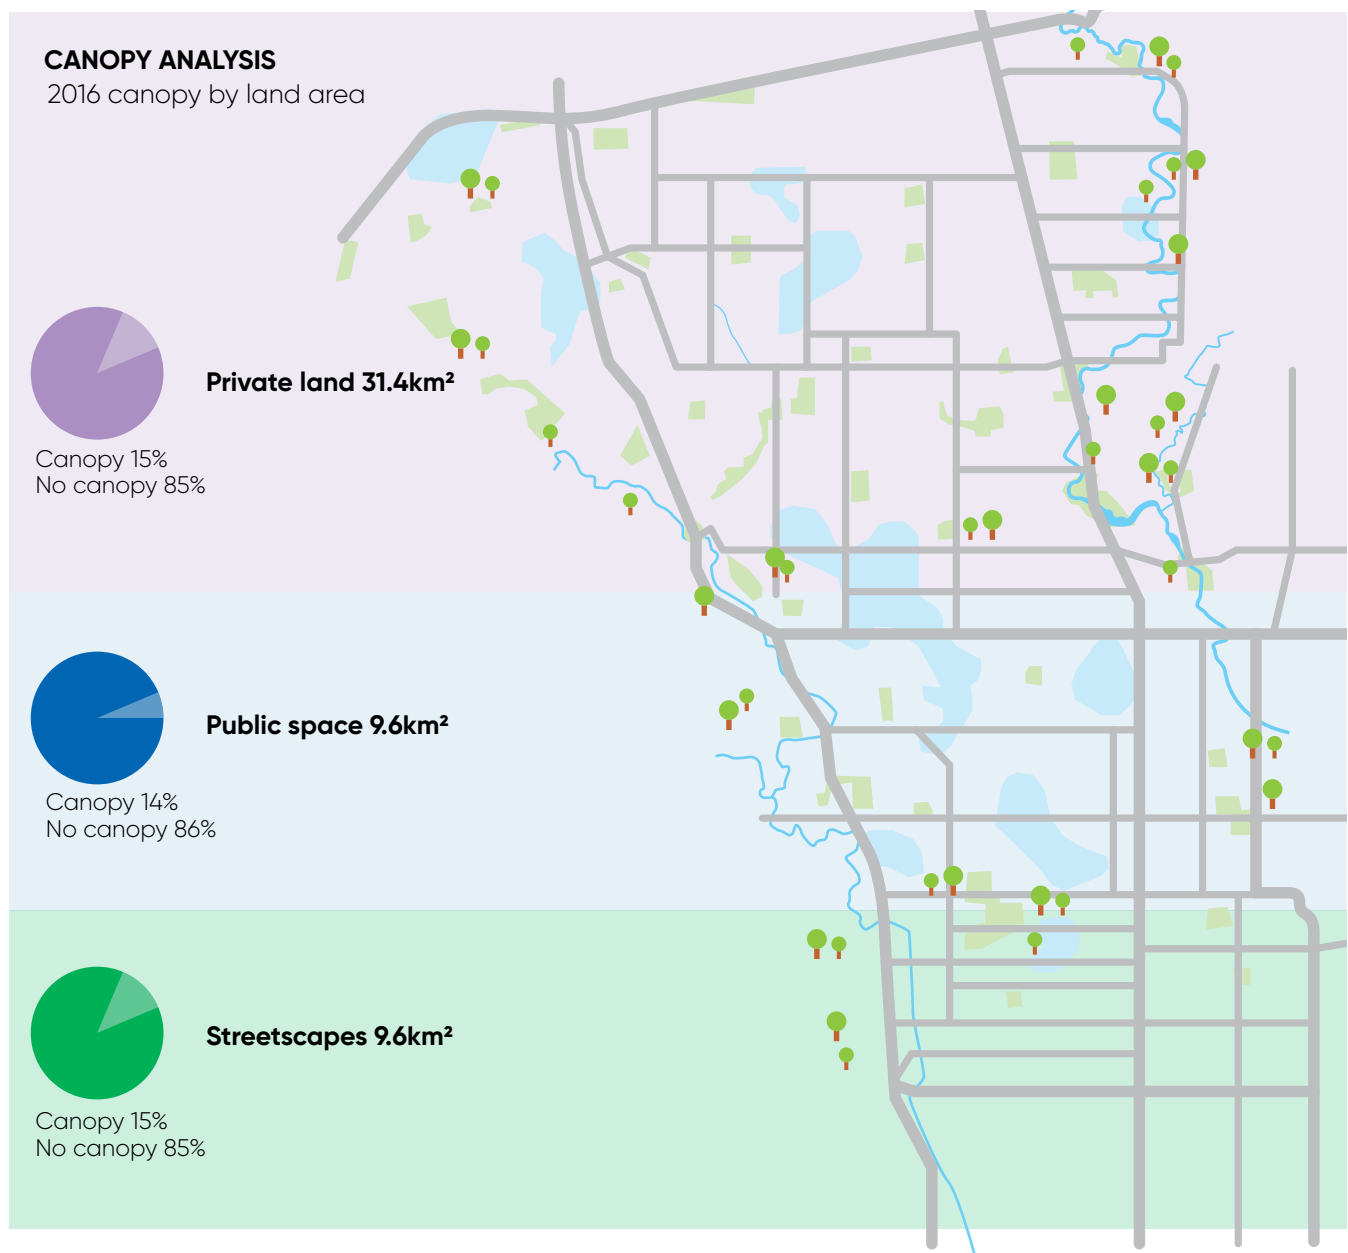 CANOPY ANALYSIS
2016 canopy by land area
Private land 31.4km²
Canopy 15%
No canopy 85%
Public space 9.6km²
Canopy 14%
No canopy 86%
Streetscapes 9.6km²
Canopy 15%
No canopy 85%